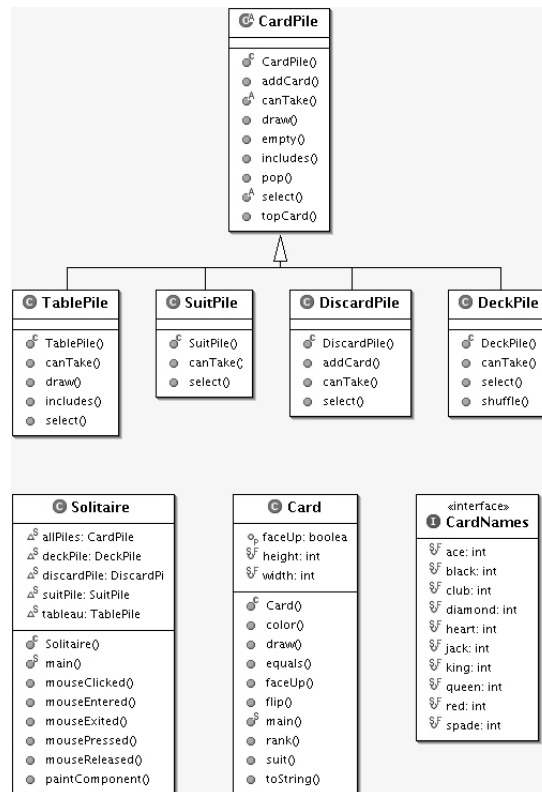 CardPile
CardPile()
addCard()
canTake()
draw()
empty()
includes()
pop()
select()
topCard()
TablePile
TablePile()
canTake()
draw()
includes()
select()
SuitPile
SuitPile()
canTake(
select()
DiscardPile
DiscardPile()
addCard()
canTake()
select()
DeckPile
DeckPile()
canTake()
select()
shuffle()
Solitaire
allPiles: CardPile
deckPile: DeckPile
discardPile: DiscardPi
suitPile: SuitPile
tableau: TablePile
Solitaire()
main()
mouseClicked()
mouseEntered()
mouseExited()
mousePressed()
mouseReleased()
paintComponent()
Card
faceUp: boolea
height: int
width: int
Card()
color()
draw()
equals()
faceUp()
flip()
main()
rank()
suit()
toString()
«interface»
CardNames
ace: int
black: int
club: int
diamond: int
heart: int
jack: int
king: int
queen: int
red: int
spade: int